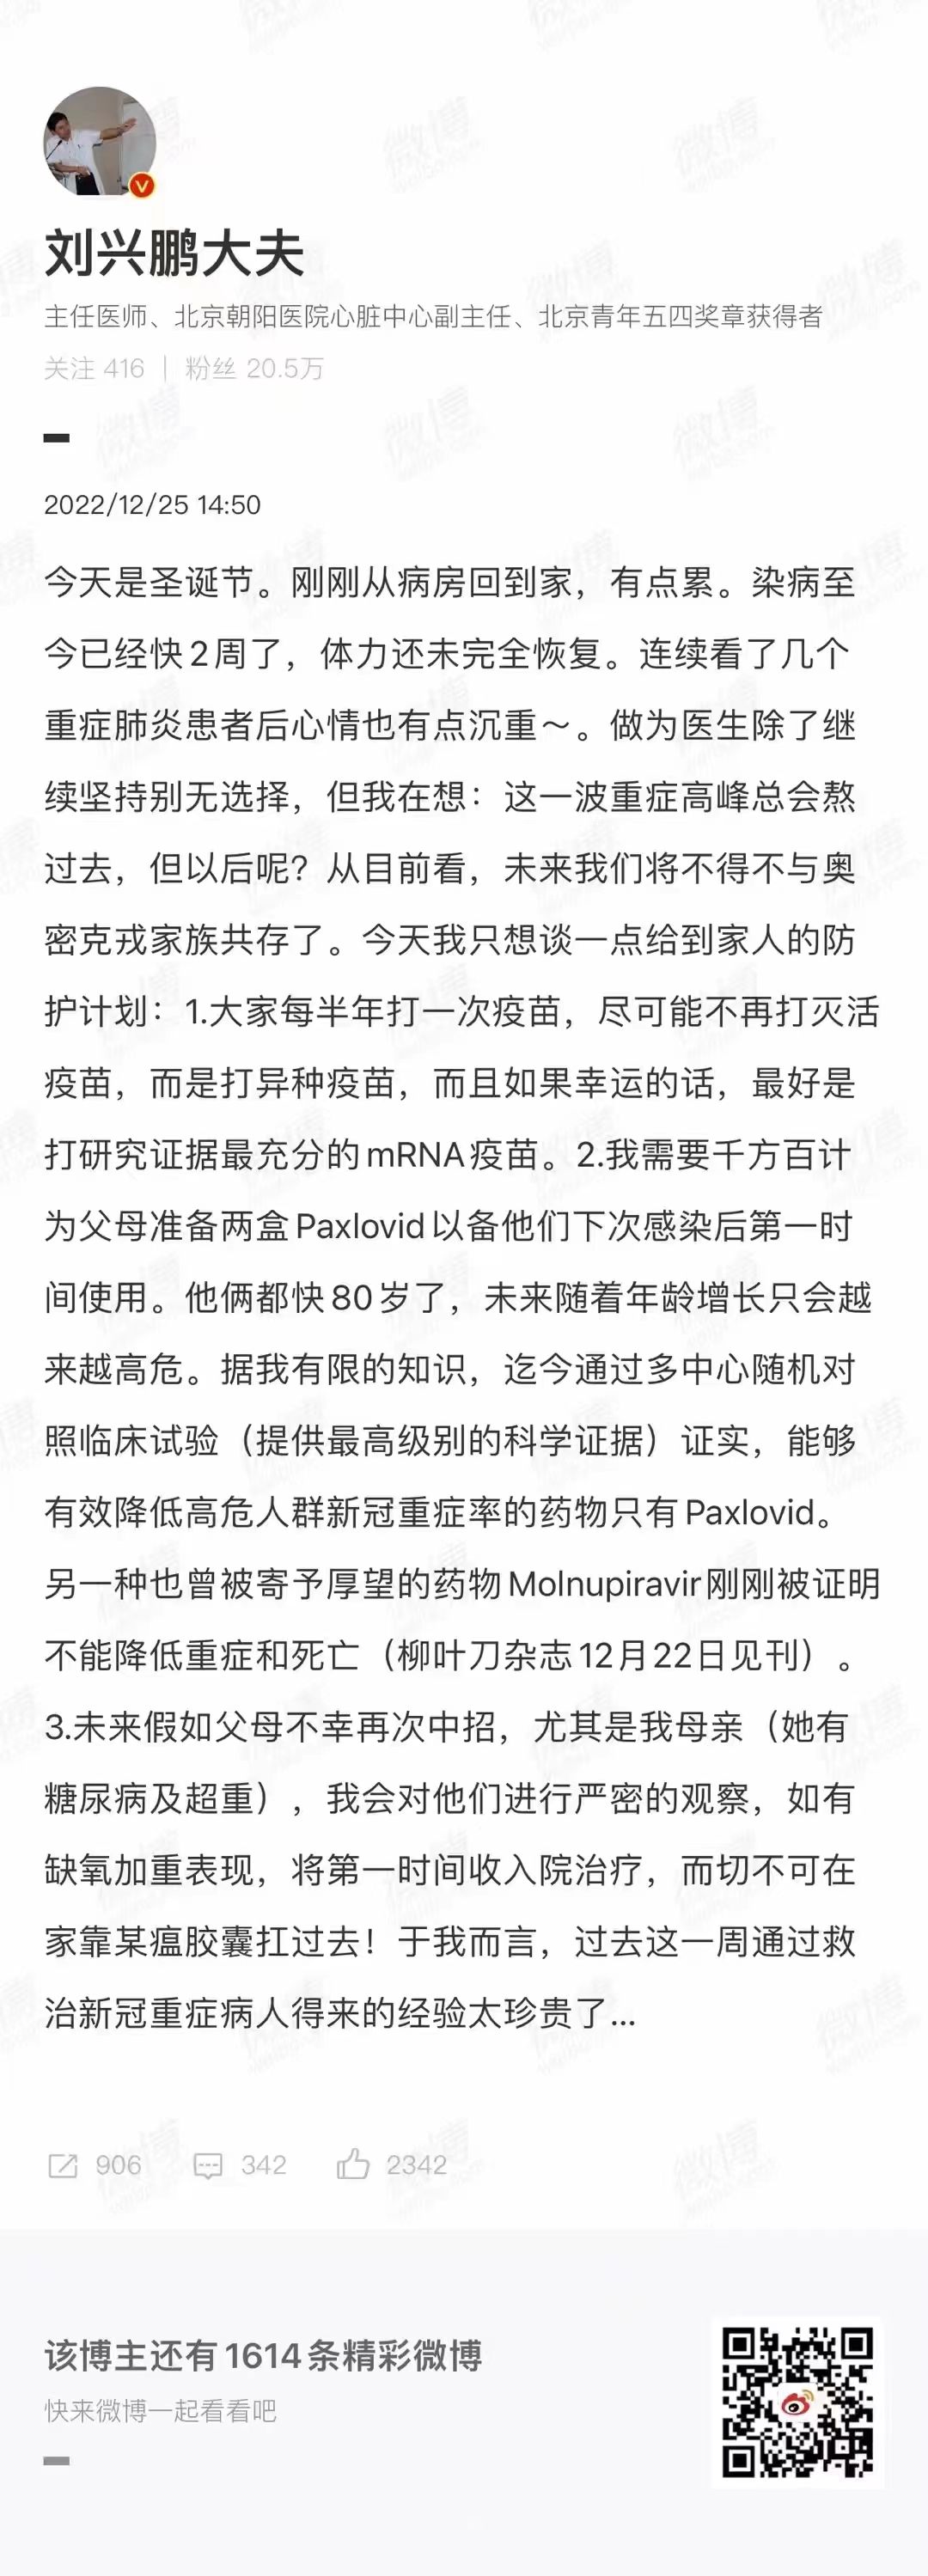 刘兴鹏大夫
主任医师、北京朝阳医院心脏中心副主任、北京青年五四奖章获得者
关注 416 | 粉丝 20.5万
2022/12/25 14:50
今天是圣诞节。刚刚从病房回到家，有点累。染病至
今已经快2周了，体力还未完全恢复。连续看了几个
重症肺炎患者后心情也有点沉重～。做为医生除了继
续坚持别无选择，但我在想：这一波重症高峰总会熬
过去，但以后呢？从目前看，未来我们将不得不与奥
密克戎家族共存了。今天我只想谈一点给到家人的防
护计划：1.大家每半年打一次疫苗，尽可能不再打灭活
疫苗，而是打异种疫苗，而且如果幸运的话，最好是
打研究证据最充分的mRNA疫苗。2.我需要千方百计
为父母准备两盒Paxlovid以备他们下次感染后第一时
间使用。他俩都快80岁了，未来随着年龄增长只会越
来越高危。据我有限的知识，迄今通过多中心随机对
照临床试验（提供最高级别的科学证据）证实，能够
有效降低高危人群新冠重症率的药物只有Paxlovid。
另一种也曾被寄予厚望的药物Molnupiravir刚刚被证明
不能降低重症和死亡（柳叶刀杂志12月22日见刊）。
3.未来假如父母不幸再次中招，尤其是我母亲（她有
糖尿病及超重），我会对他们进行严密的观察，如有
缺氧加重表现，将第一时间收入院治疗，而切不可在
家靠某瘟胶囊扛过去！于我而言，过去这一周通过救
治新冠重症病人得来的经验太珍贵了...
906 342 2342
该博主还有1614条精彩微博
快来微博一起看看吧